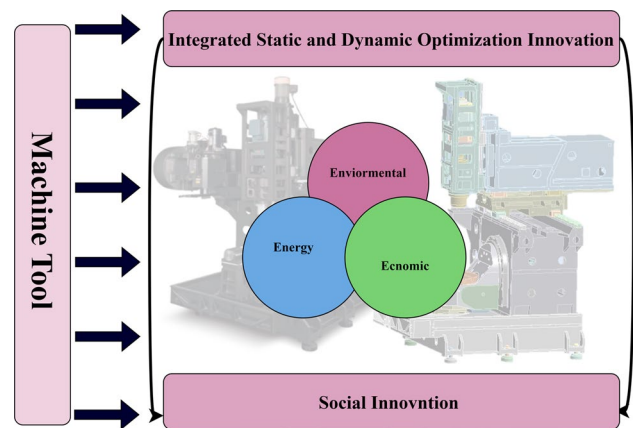 Machine Tool
Integrated Static and Dynamic Optimization Innovation
Enviormental
Energy
Ecnomic
Social Innovntion